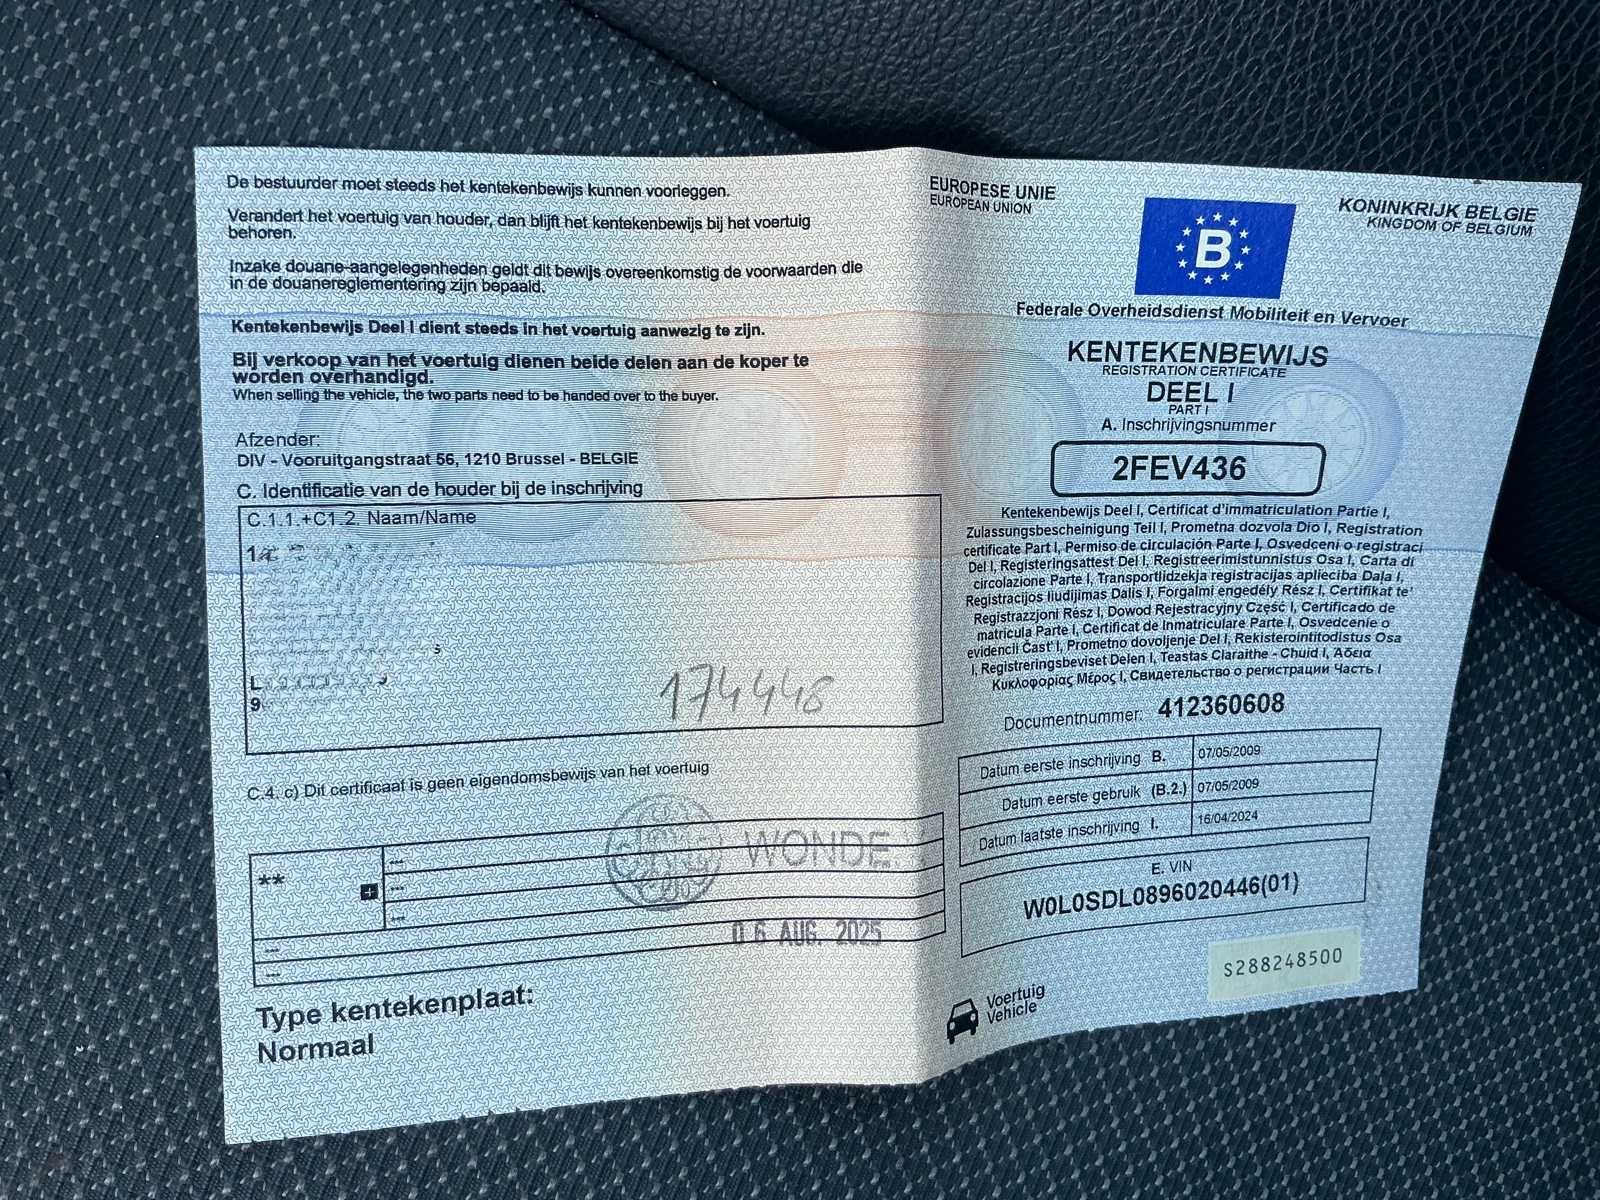 De bestuurder moet steeds het kentekenbewijs kunnen voorleggen.
Verandert het voertuig van houder, dan blijft het kentekenbewijs bij het voertuig
behoren.
Inzake douane-aangelegenheden geldt dit bewijs overeenkomstig de voorwaarden die
in de douanereglementering zijn bepaald.
Kentekenbewijs Deel I dient steeds in het voertuig aanwezig te zijn.
Bij verkoop van het voertuig dienen beide delen aan de koper te
worden overhandigd.
When selling the vehicle, the two parts need to be handed over to the buyer.
Afzender:
DIV - Vooruitgangstraat 56, 1210 Brussel - BELGIE
C. Identificatie van de houder bij de inschrijving
C.1.1.+C1.2. Naam/Name
174448
C.4. c) Dit certificaat is geen eigendomsbewijs van het voertuig
**
+
---
---
---
---
---
WONDE
06 AUG. 2025
Type kentekenplaat:
Normaal
EUROPESE UNIE
EUROPEAN UNION
B
KONINKRIJK BELGIE
KINGDOM OF BELGIUM
Federale Overheidsdienst Mobiliteit en Vervoer
KENTEKENBEWIJS
REGISTRATION CERTIFICATE
DEEL I
PART I
A. Inschrijvingsnummer
2FEV436
Kentekenbewijs Deel I, Certificat d'immatriculation Partie I,
Zulassungsbescheinigung Teil I, Prometna dozvola Dio I, Registration
certificate Part I, Permiso de circulación Parte I, Osvedceni o registraci
Del I, Registeringsattest Del I, Registreerimistunnistus Osa I, Carta di
circolazione Parte I, Transportlidzekja registracijas apliecība Daļa I,
Registracijos liudijimas Dalis I, Forgalmi engedély Rész I, Certifikat te'
Registrazzjoni Rész I, Dowod Rejestracyjny Część I, Certificado de
matrícula Parte I, Certificat de Inmatriculare Parte I, Osvedcenie o
evidencii Čast' I, Prometno dovoljenje Del I, Rekisterointitodistus Osa
I, Registreringsbeviset Delen I, Teastas Claraithe - Chuid I, Άδεια
Κυκλοφορίας Μέρος I, Свидетельство о регистрации Часть I
Documentnummer: 412360608
Datum eerste inschrijving B. 07/05/2009
Datum eerste gebruik (B.2.) 07/05/2009
Datum laatste inschrijving I. 16/04/2024
E. VIN
W0L0SDL0896020446(01)
S288248500
Voertuig
Vehicle